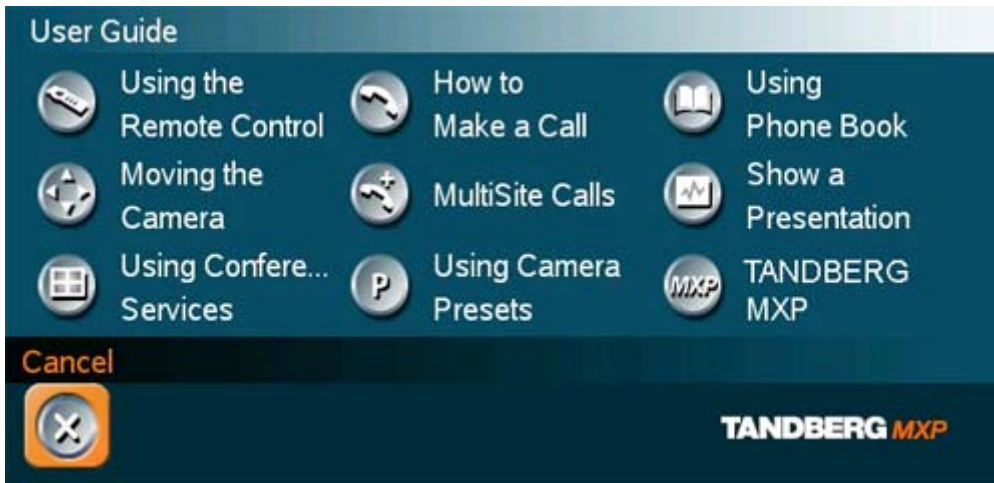 User Guide
Using the
Remote Control
How to
Make a Call
Using
Phone Book
Moving the
Camera
MultiSite Calls
Show a
Presentation
Using Confere...
Services
P
Using Camera
Presets
MXP
TANDBERG
MXP
Cancel
TANDBERG MXP